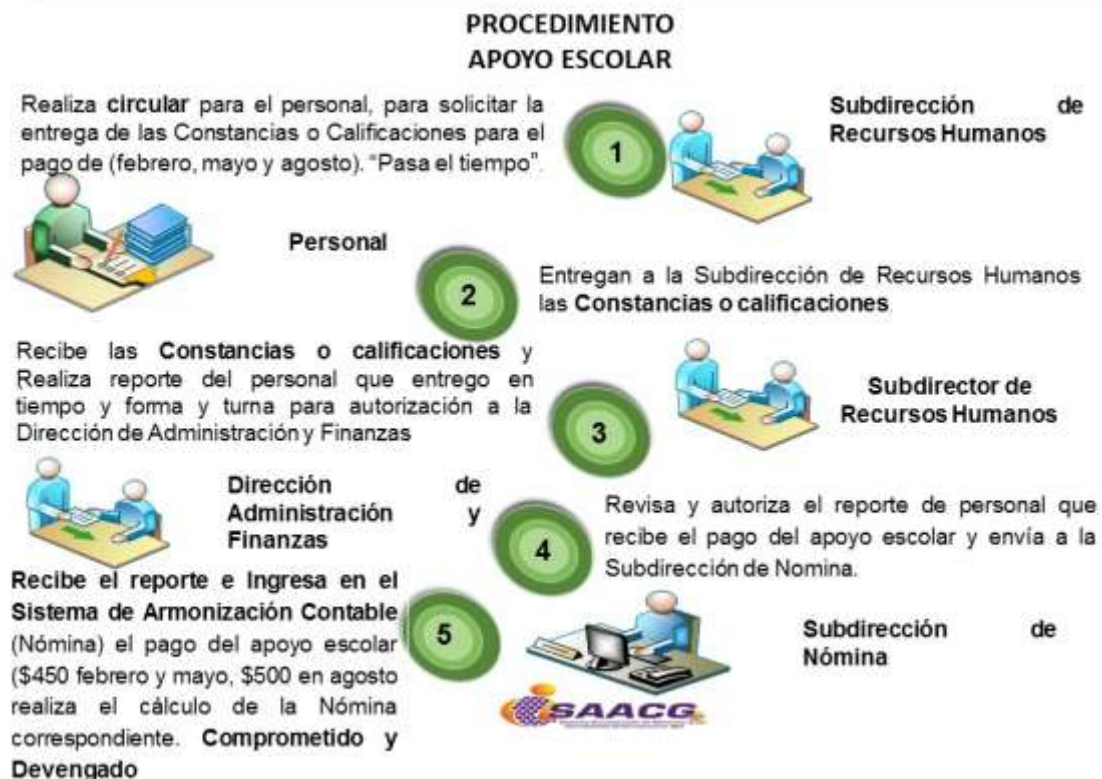 PROCEDIMIENTO
APOYO ESCOLAR
Realiza circular para el personal, para solicitar la
entrega de las Constancias o Calificaciones para el
pago de (febrero, mayo y agosto). “Pasa el tiempo”.
1
Subdirección de
Recursos Humanos
Personal
2
Entregan a la Subdirección de Recursos Humanos
las Constancias o calificaciones.
Recibe las Constancias o calificaciones y
Realiza reporte del personal que entrego en
tiempo y forma y turna para autorización a la
Dirección de Administración y Finanzas
3
Subdirector de
Recursos Humanos
Dirección de
Administración y
Finanzas
4
Revisa y autoriza el reporte de personal que
recibe el pago del apoyo escolar y envía a la
Subdirección de Nomina.
Recibe el reporte e Ingresa en el
Sistema de Armonización Contable
(Nómina) el pago del apoyo escolar
($450 febrero y mayo, $500 en agosto
realiza el cálculo de la Nómina
correspondiente. Comprometido y
Devengado
5
Subdirección de
Nómina
SAACG